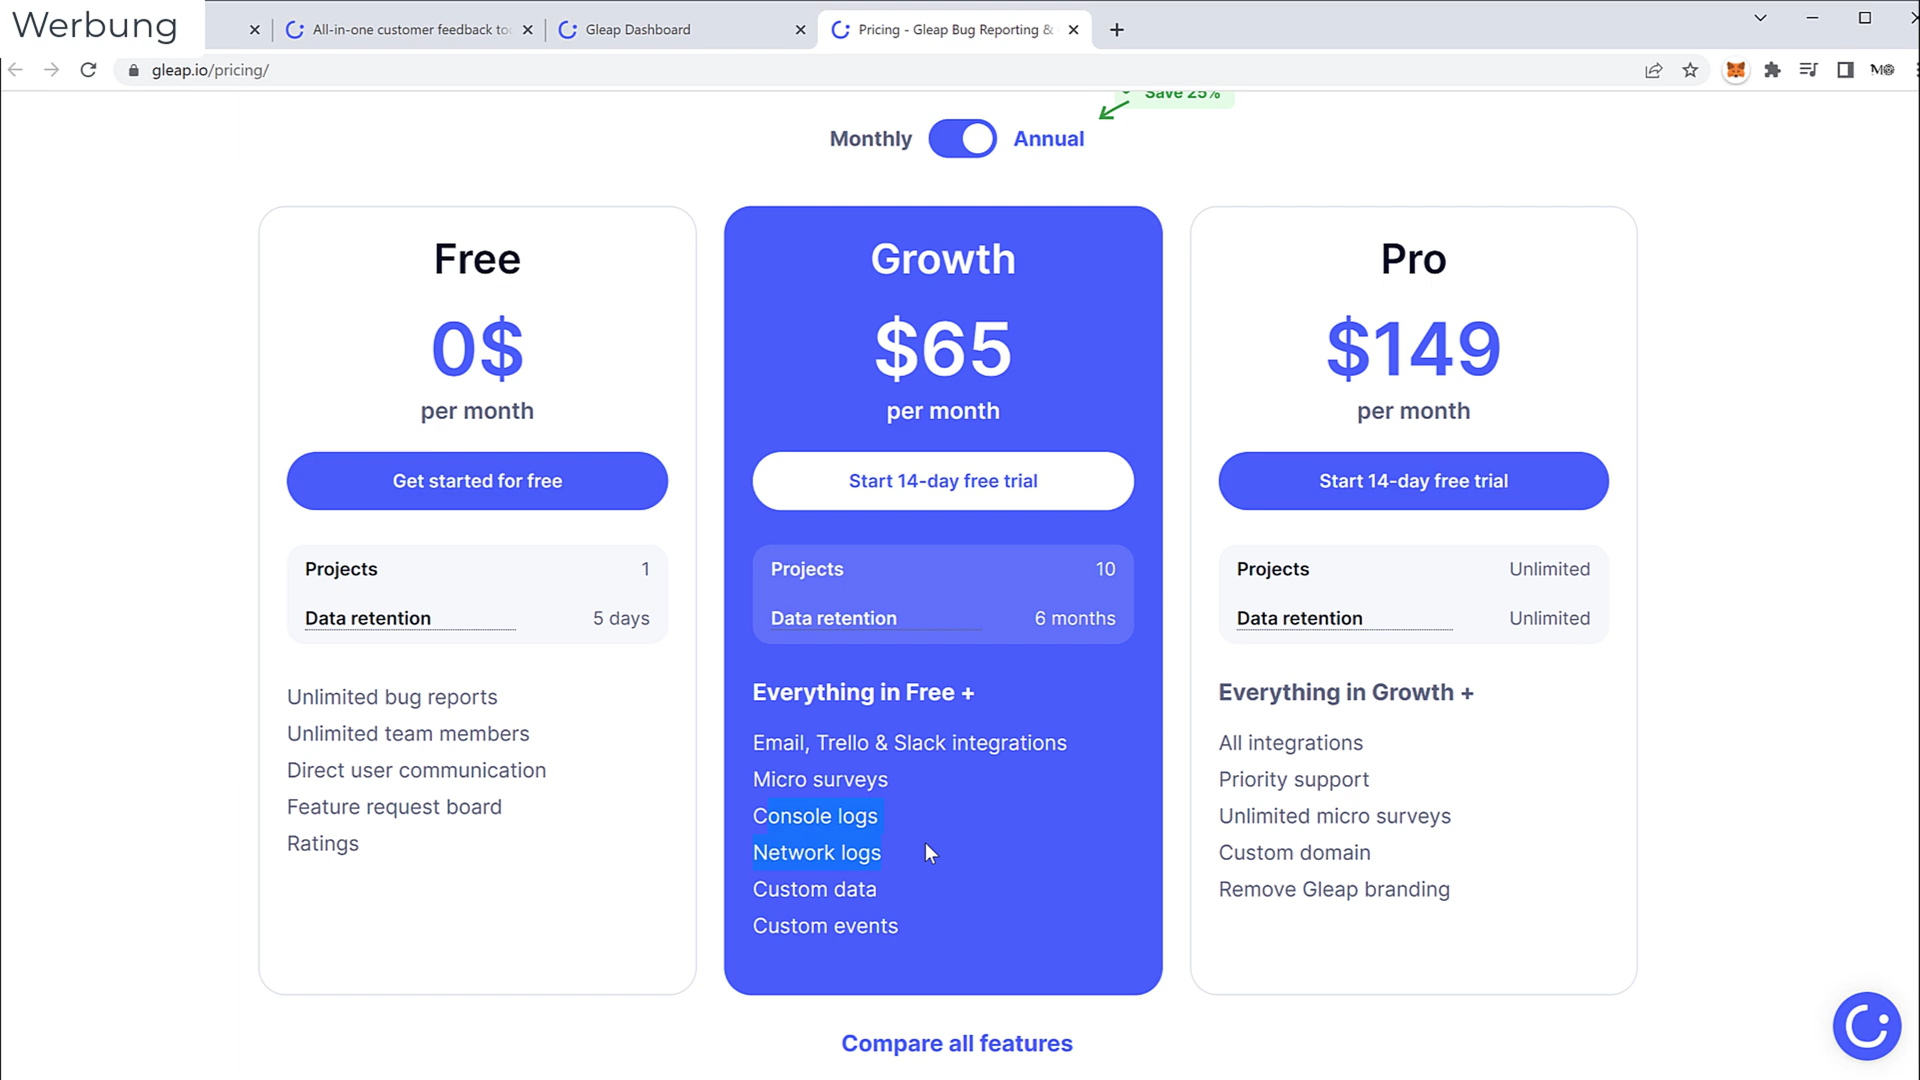 Werbung
All-in-one customer feedback to
Gleap Dashboard
Pricing - Gleap Bug Reporting &
gleap.io/pricing/
Save 25%
Monthly
Annual
Free
0$
per month
Get started for free
Projects 1
Data retention 5 days
Unlimited bug reports
Unlimited team members
Direct user communication
Feature request board
Ratings
Growth
$65
per month
Start 14-day free trial
Projects 10
Data retention 6 months
Everything in Free +
Email, Trello & Slack integrations
Micro surveys
Console logs
Network logs
Custom data
Custom events
Pro
$149
per month
Start 14-day free trial
Projects Unlimited
Data retention Unlimited
Everything in Growth +
All integrations
Priority support
Unlimited micro surveys
Custom domain
Remove Gleap branding
Compare all features